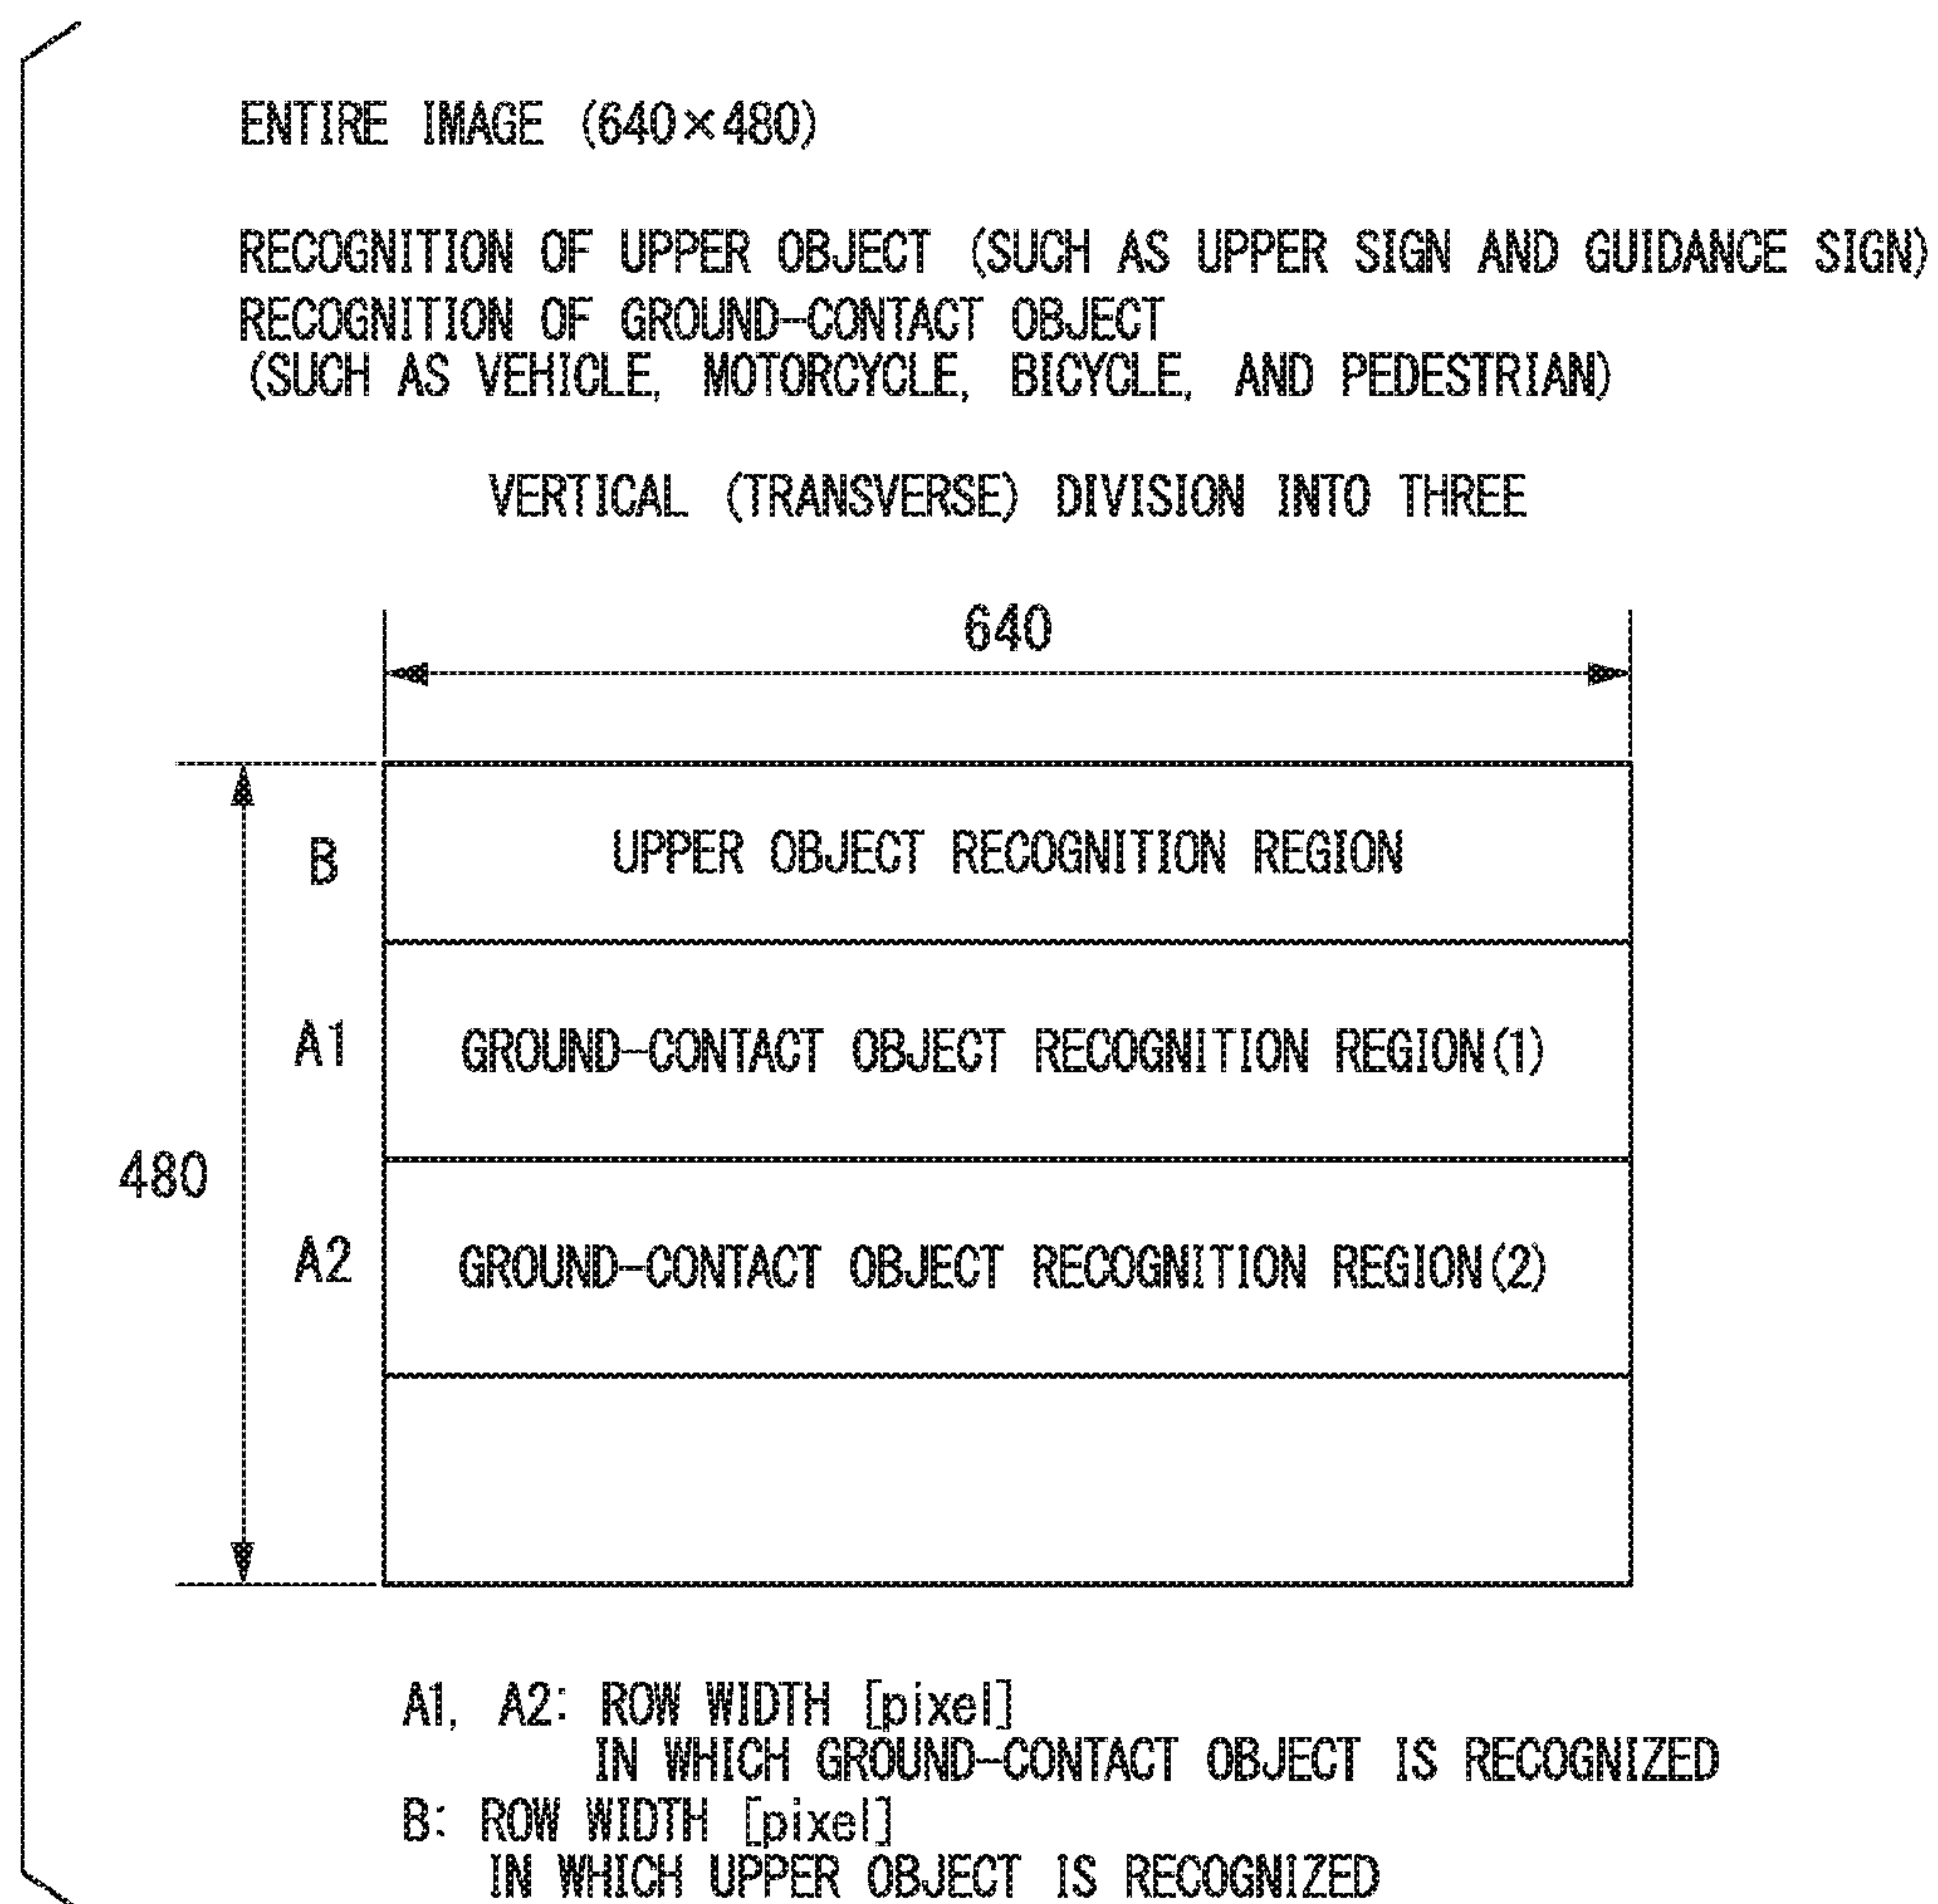 ENTIRE IMAGE (640×480)
RECOGNITION OF UPPER OBJECT (SUCH AS UPPER SIGN AND GUIDANCE SIGN)
RECOGNITION OF GROUND-CONTACT OBJECT
(SUCH AS VEHICLE, MOTORCYCLE, BICYCLE, AND PEDESTRIAN)
VERTICAL (TRANSVERSE) DIVISION INTO THREE
640
B
UPPER OBJECT RECOGNITION REGION
A1
GROUND-CONTACT OBJECT RECOGNITION REGION(1)
480
A2
GROUND-CONTACT OBJECT RECOGNITION REGION(2)
A1, A2: ROW WIDTH [pixel]
IN WHICH GROUND-CONTACT OBJECT IS RECOGNIZED
B: ROW WIDTH [pixel]
IN WHICH UPPER OBJECT IS RECOGNIZED